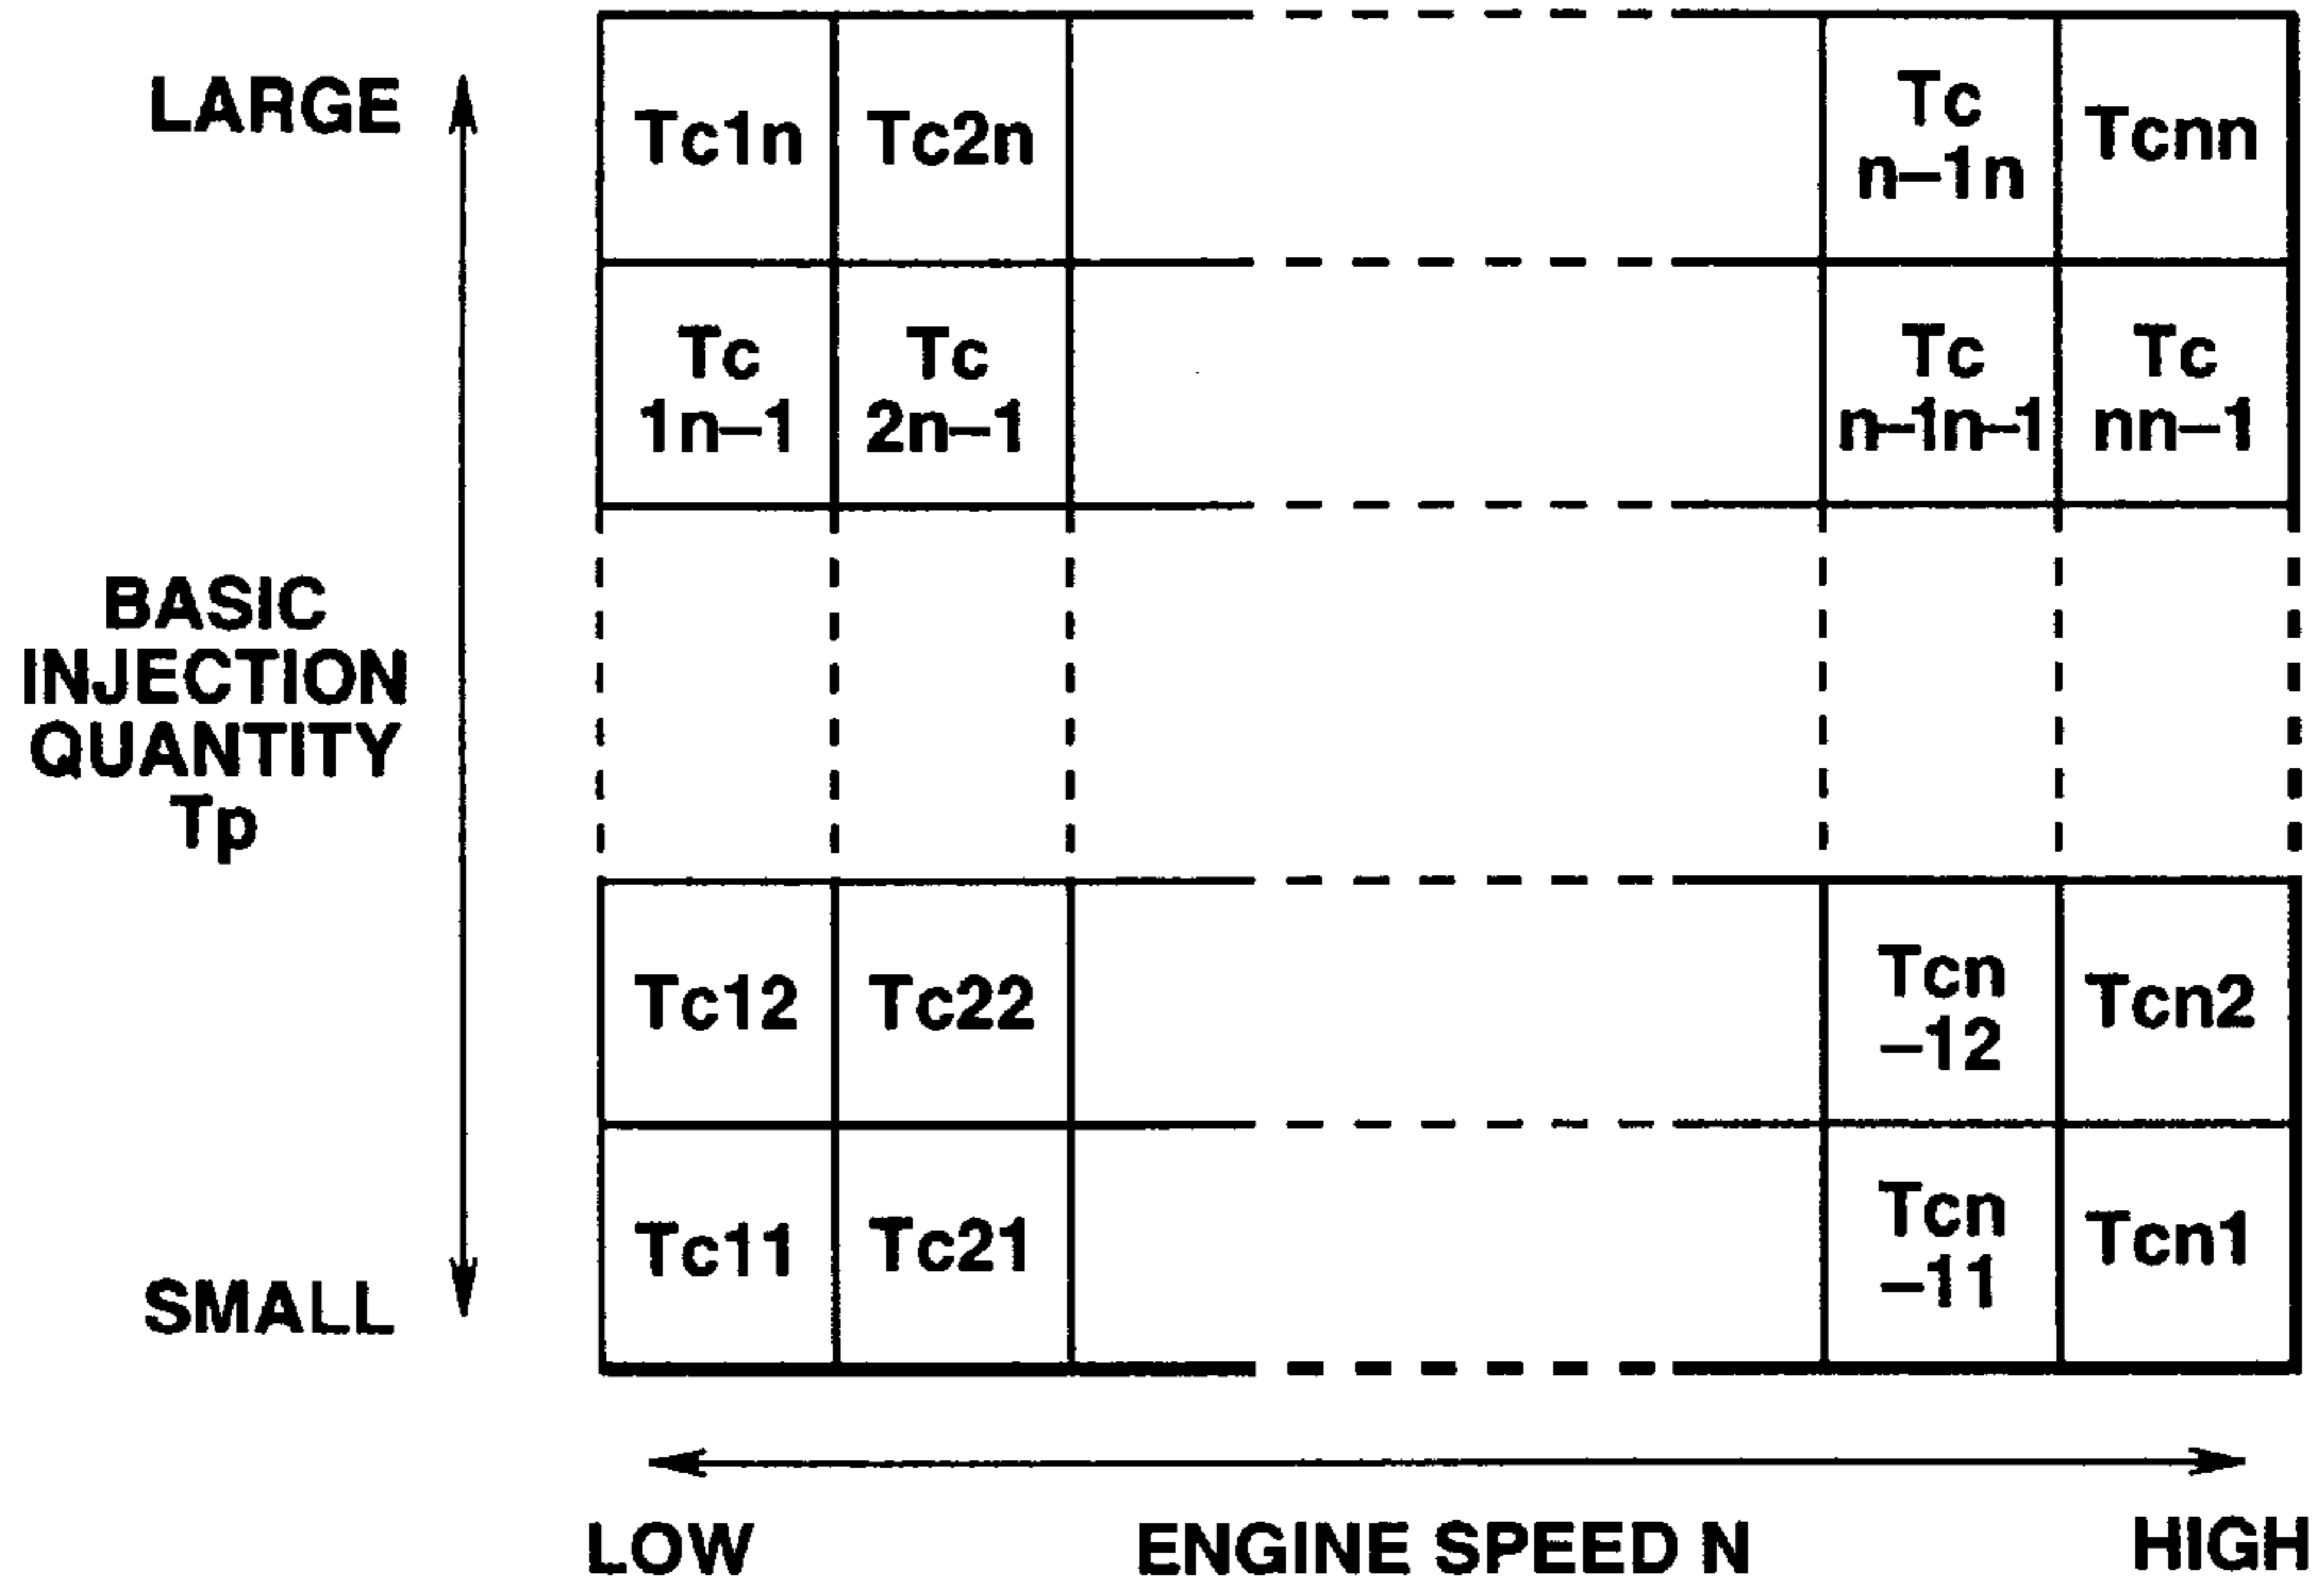 LARGE
Tc1n Tc2n Tc
n–1n Tcnn
Tc
1n–1 Tc
2n–1 Tc
n–1n–1 Tc
nn–1
BASIC
INJECTION
QUANTITY
Tp
Tc12 Tc22 Tcn
–12 Tcn2
Tc11 Tc21 Tcn
–11 Tcn1
SMALL
LOW ENGINE SPEED N HIGH